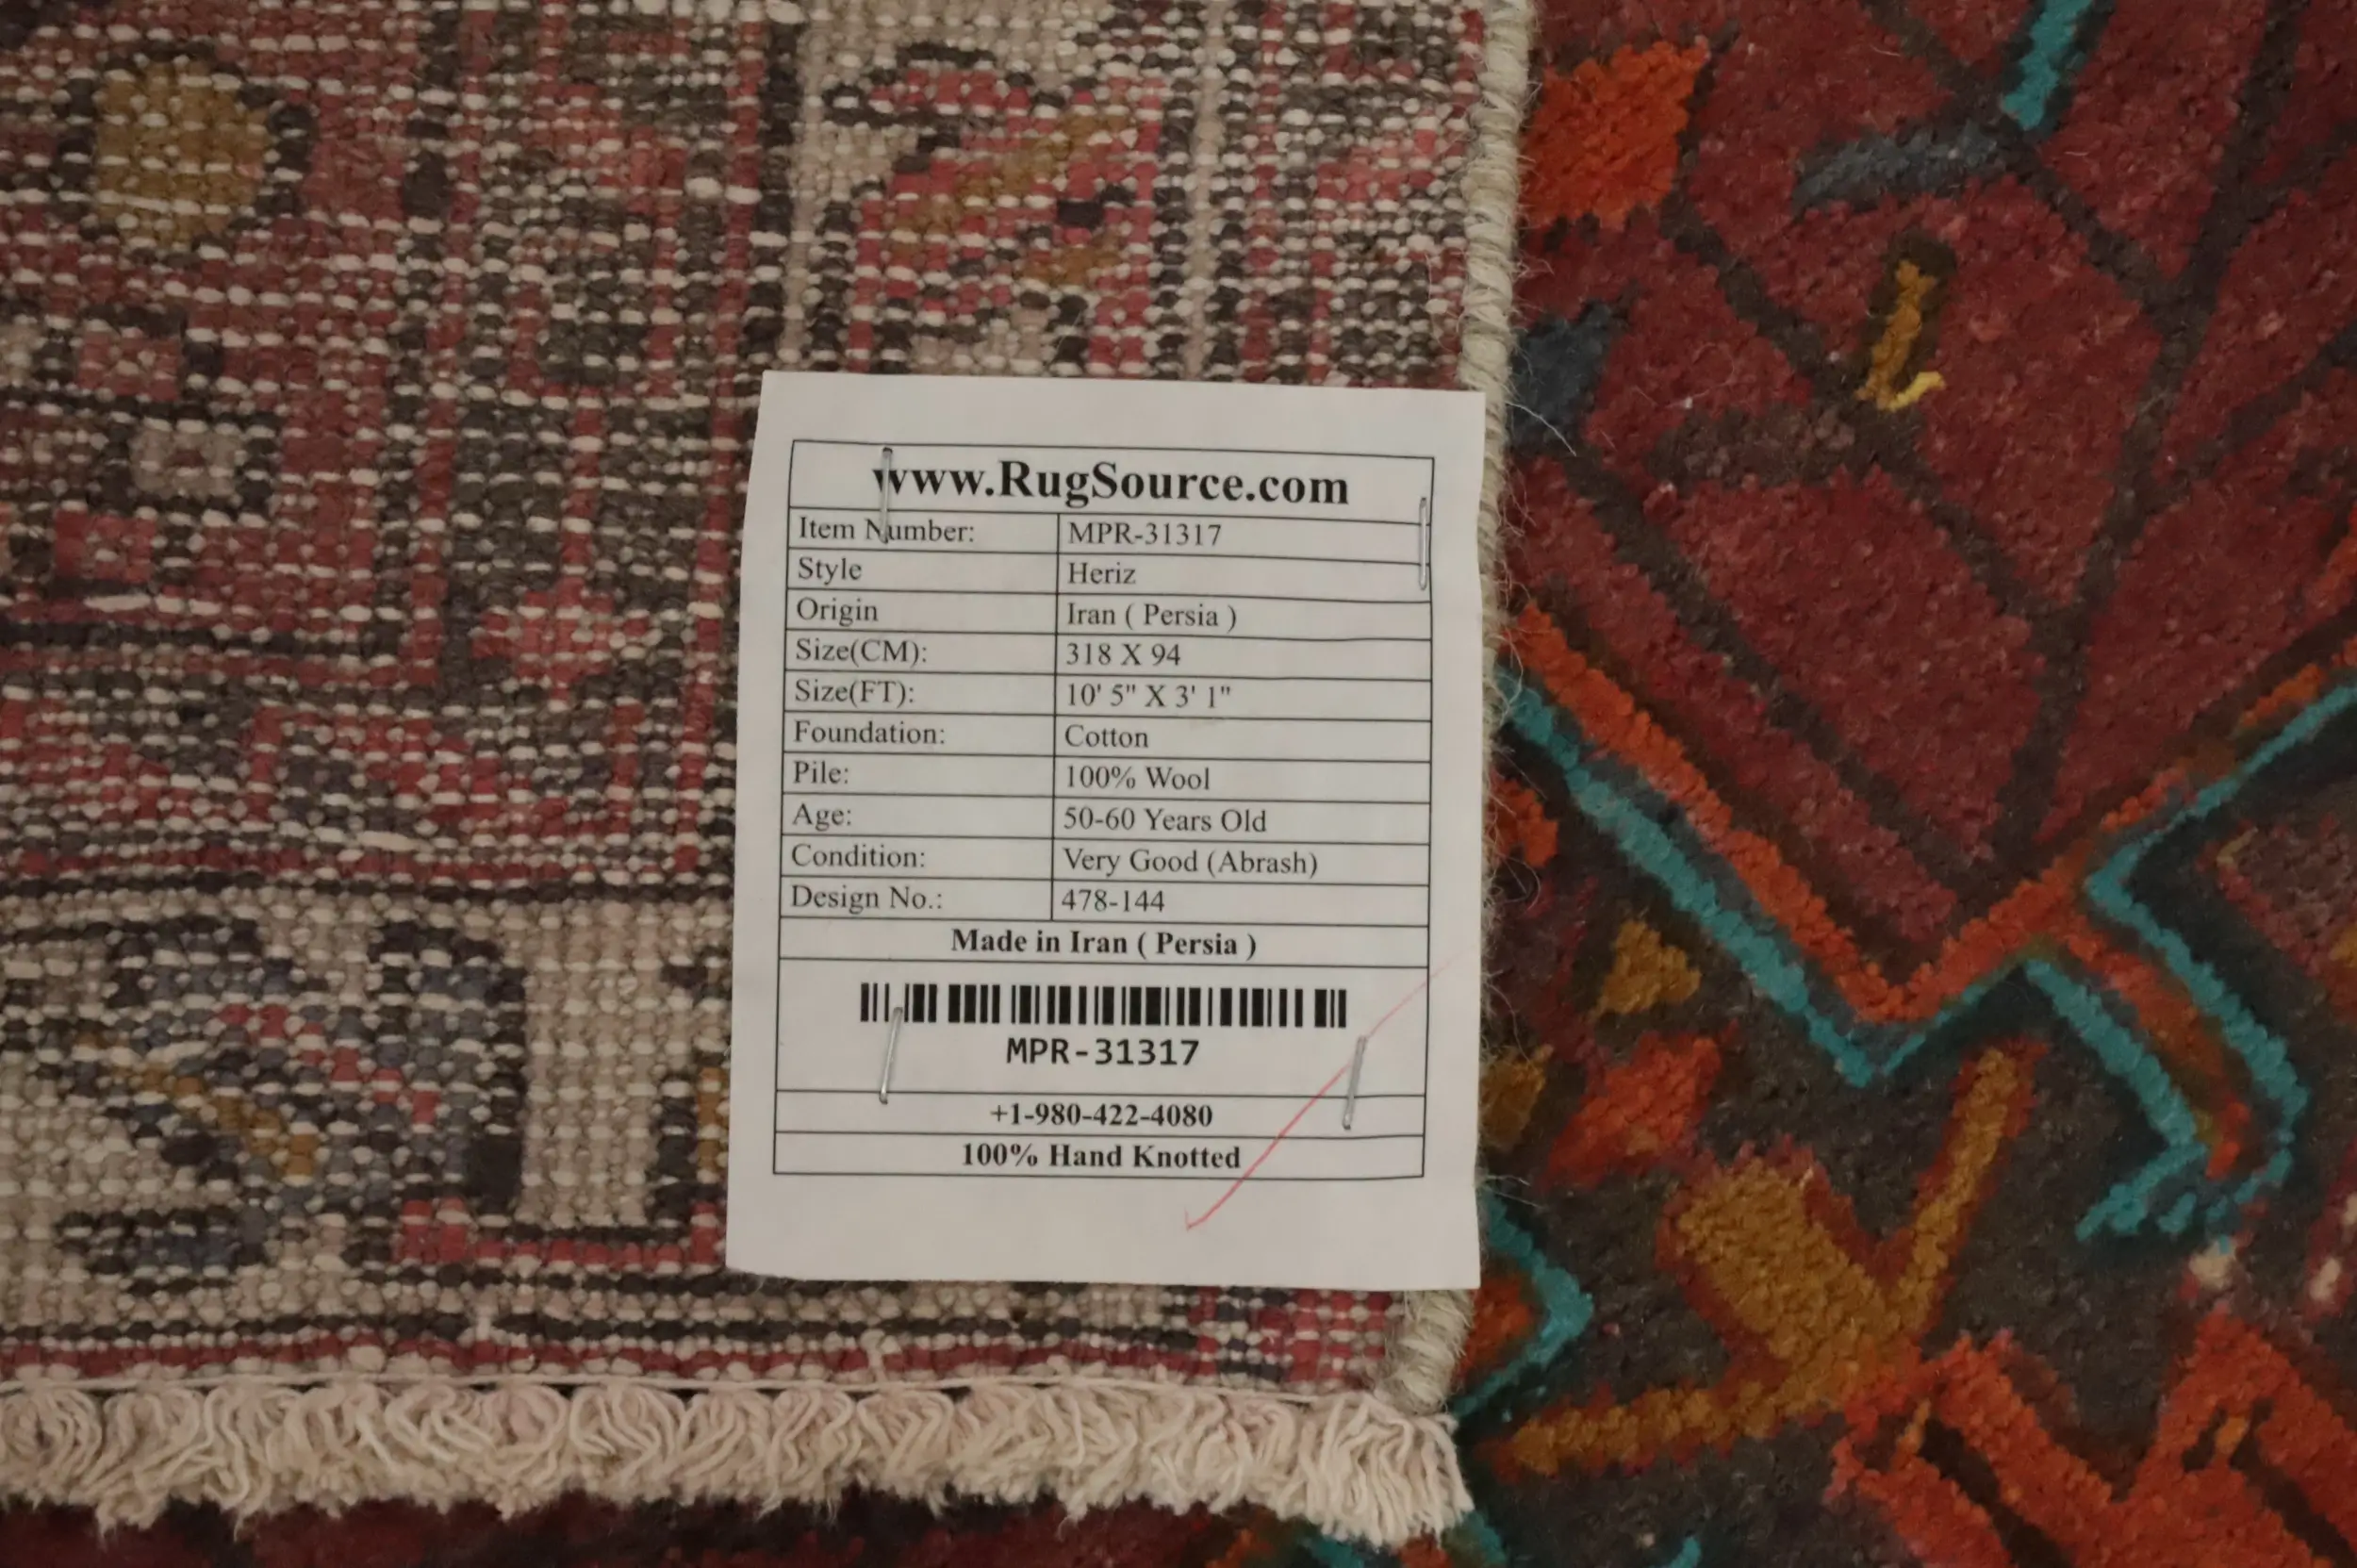 www.RugSource.com
Item Number: MPR-31317
Style Heriz
Origin Iran ( Persia )
Size(CM): 318 X 94
Size(FT): 10' 5" X 3' 1"
Foundation: Cotton
Pile: 100% Wool
Age: 50-60 Years Old
Condition: Very Good (Abrash)
Design No.: 478-144
Made in Iran ( Persia )
MPR-31317
+1-980-422-4080
100% Hand Knotted